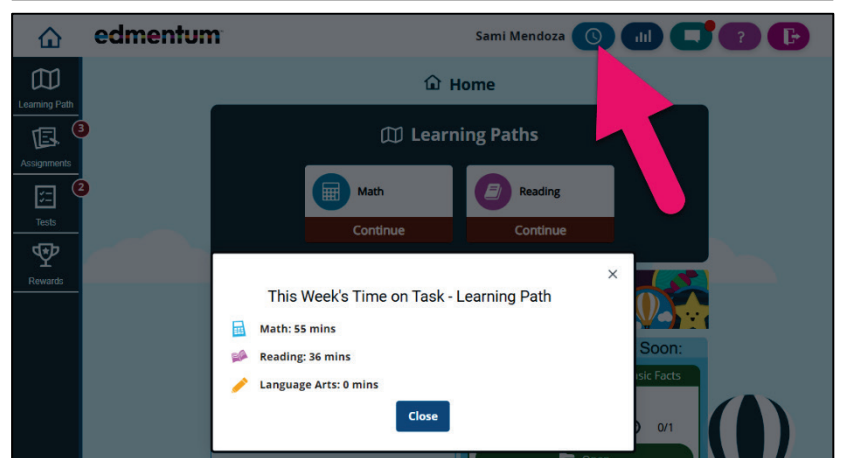 edmentum
Sami Mendoza
?
Home
Learning Path
3
Assignments
2
Tests
Rewards
Learning Paths
Math
Reading
Continue
Continue
This Week's Time on Task - Learning Path
Math: 55 mins
Reading: 36 mins
Language Arts: 0 mins
Close
Soon:
Facts
0/1